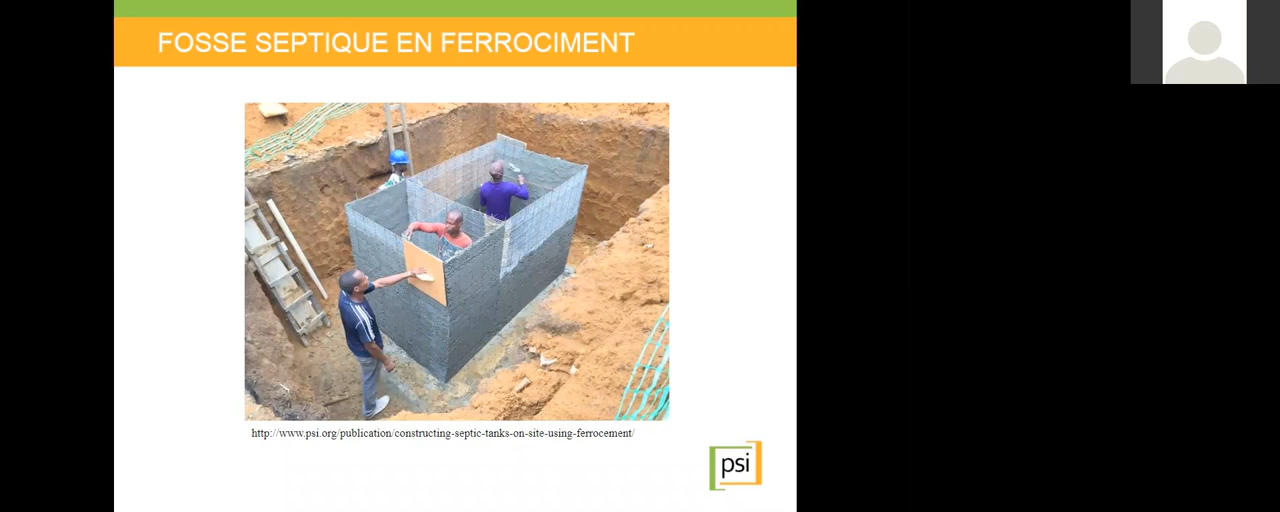 FOSSE SEPTIQUE EN FERROCIMENT
http://www.psi.org/publication/constructing-septic-tanks-on-site-using-ferrocement/
psi